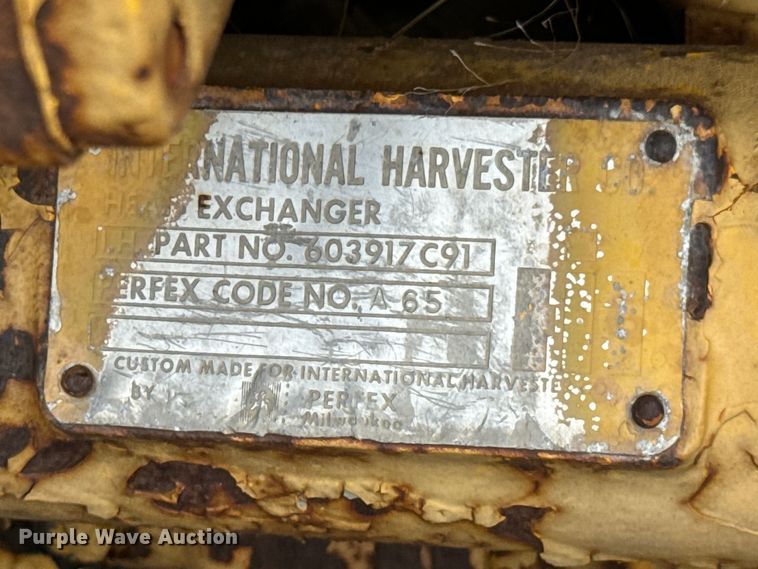 INTERNATIONAL HARVESTER CO.
HEAT EXCHANGER
I.H. PART NO. 603917C91
PERFEX CODE NO. A 65
CUSTOM MADE FOR INTERNATIONAL HARVESTER
BY PERFEX
Milwaukee
Purple Wave Auction